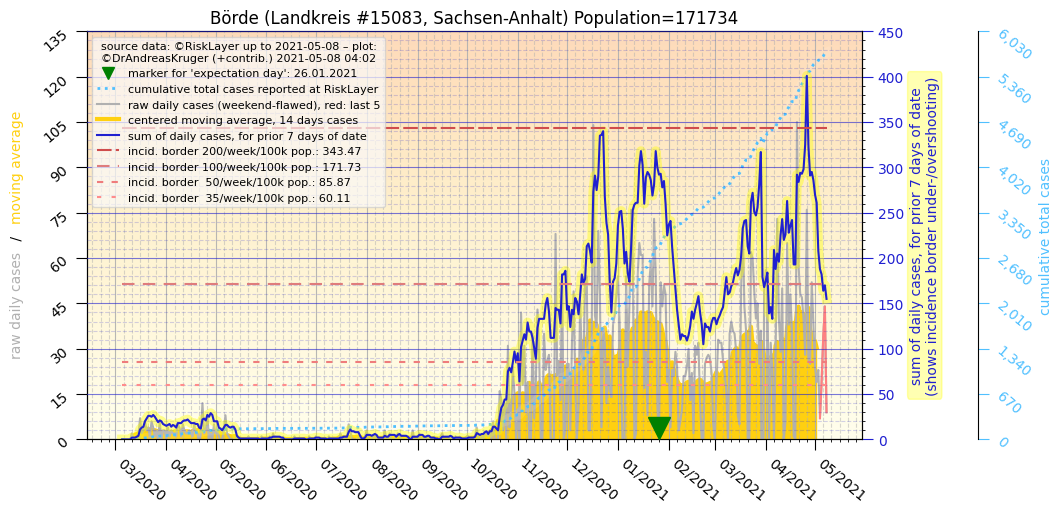 Börde (Landkreis #15083, Sachsen-Anhalt) Population=171734
source data: ©RiskLayer up to 2021-05-08 – plot:
©DrAndreasKruger (+contrib.) 2021-05-08 04:02
marker for 'expectation day': 26.01.2021
cumulative total cases reported at RiskLayer
raw daily cases (weekend-flawed), red: last 5
centered moving average, 14 days cases
sum of daily cases, for prior 7 days of date
incid. border 200/week/100k pop.: 343.47
incid. border 100/week/100k pop.: 171.73
incid. border  50/week/100k pop.: 85.87
incid. border  35/week/100k pop.: 60.11
raw daily cases / moving average
135
120
105
90
75
60
45
30
15
0
03/2020
04/2020
05/2020
06/2020
07/2020
08/2020
09/2020
10/2020
11/2020
12/2020
01/2021
02/2021
03/2021
04/2021
05/2021
450
400
350
300
250
200
150
100
50
0
sum of daily cases, for prior 7 days of date
(shows incidence border under-/overshooting)
6,030
5,360
4,690
4,020
3,350
2,680
2,010
1,340
670
0
cumulative total cases